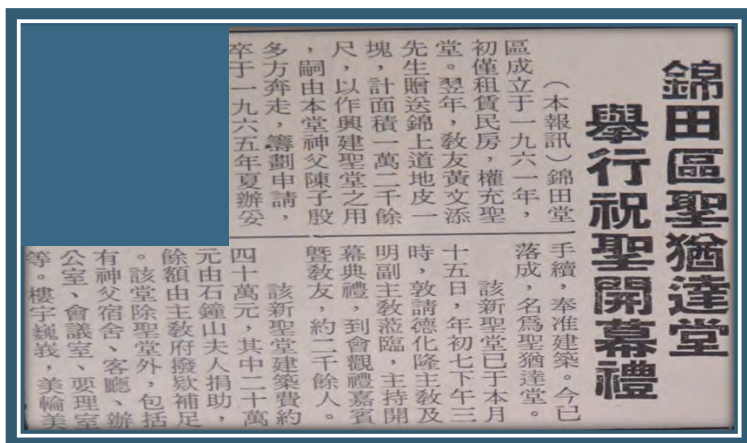 錦田區聖猶達堂
舉行祝聖開幕禮
（本報訊）錦田堂
區成立于一九六一年，
初僅租賃民房，權充聖
堂。翌年，教友黃文添
先生贈送錦上道地皮一
塊，計面積一萬二千餘
尺，以作興建聖堂之用
，嗣由本堂神父陳子殷
多方奔走，籌劃申請，
卒于一九六五年夏辦妥
手續，奉准建築。今已
落成，名爲聖猶達堂。
該新聖堂已于本月
十五日，年初七下午三
時，敦請德化隆主教及
明副主教蒞臨，主持開
幕典禮，到會觀禮嘉賓
暨教友，約二千餘人。
該新聖堂建築費約
四十萬元，其中二十萬
元由石鐘山夫人捐助，
餘額由主教府撥欵補足
。該堂除聖堂外，包括
有神父宿舍、客廳、辦
公室、會議室、要理室
等。樓宇巍峩，美輪美